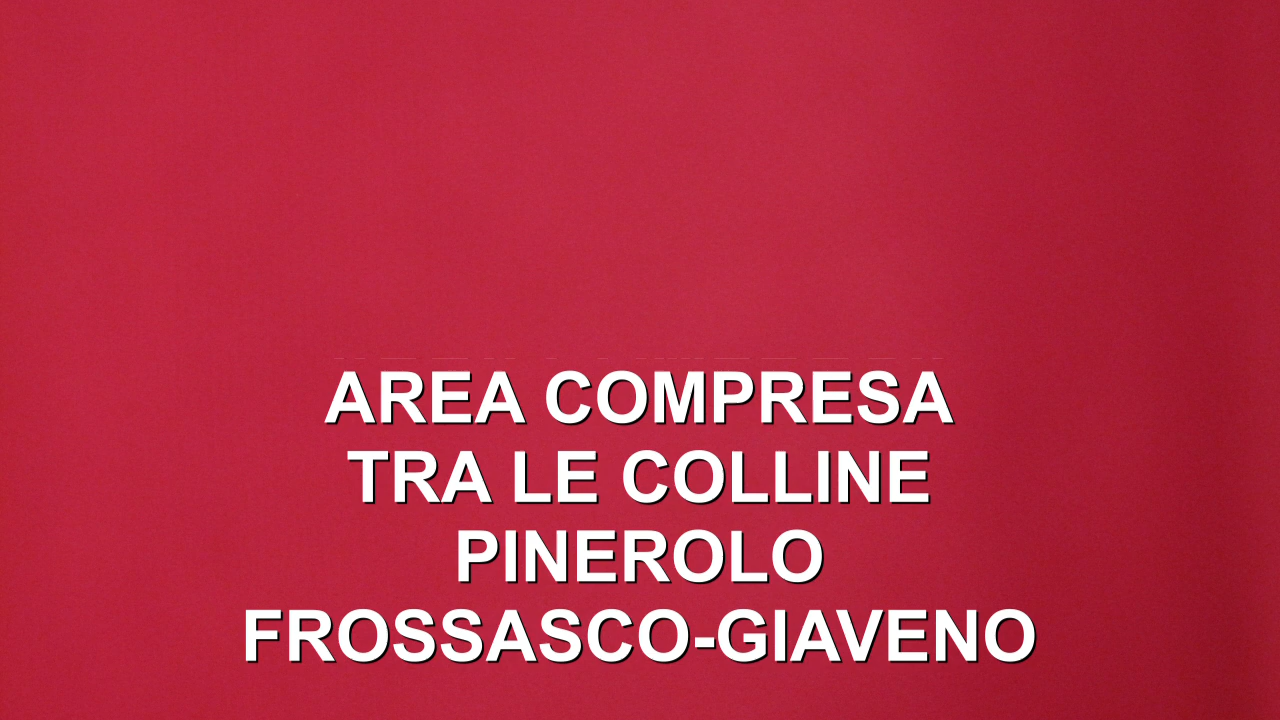 AREA COMPRESA
TRA LE COLLINE
PINEROLO
FROSSASCO-GIAVENO